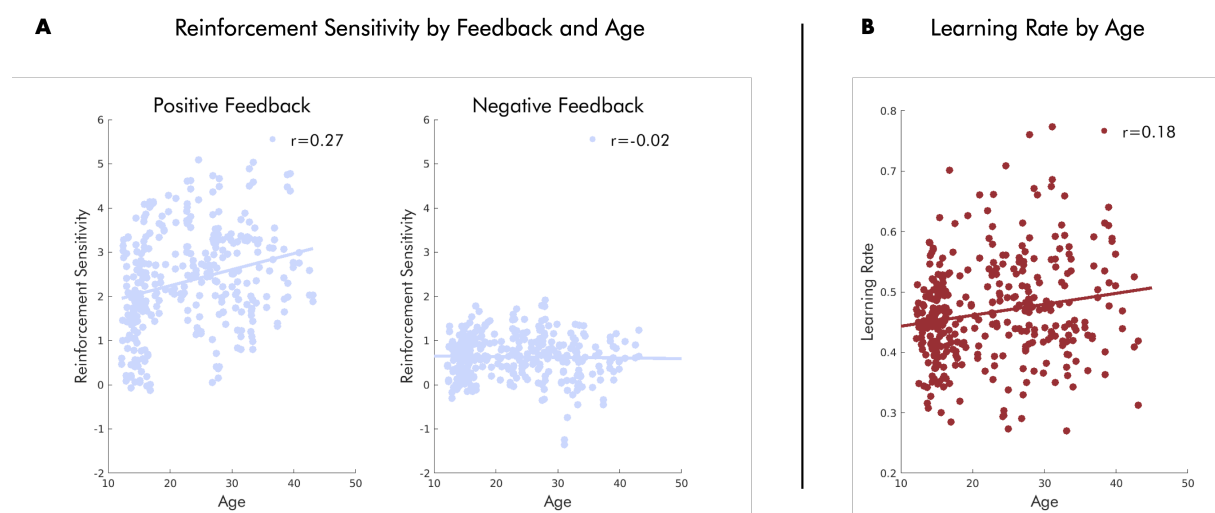 A Reinforcement Sensitivity by Feedback and Age
Positive Feedback
r=0.27
6
5
4
3
2
1
0
-1
-2
10 20 30 40 50
Reinforcement Sensitivity
Age
Negative Feedback
r=-0.02
6
5
4
3
2
1
0
-1
-2
10 20 30 40 50
Reinforcement Sensitivity
Age
B Learning Rate by Age
r=0.18
0.8
0.7
0.6
0.5
0.4
0.3
0.2
10 20 30 40 50
Learning Rate
Age